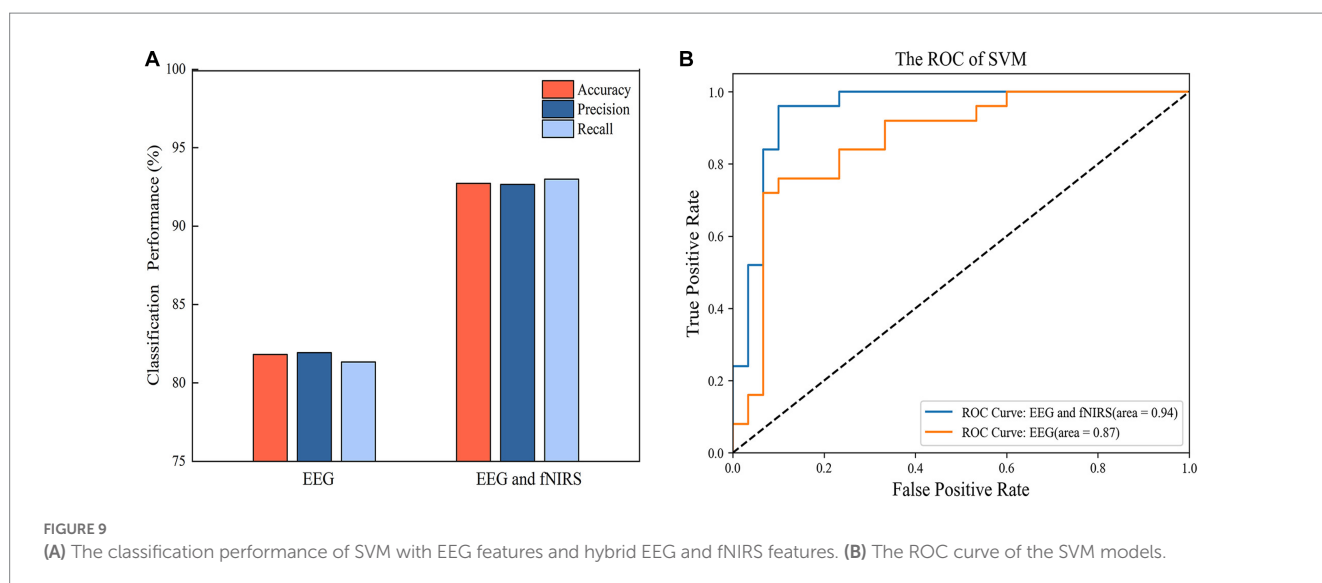 A
100
95
90
85
80
75
Classification Performance (%)
Accuracy
Precision
Recall
EEG
EEG and fNIRS
B
The ROC of SVM
1.0
0.8
0.6
0.4
0.2
0.0
True Positive Rate
ROC Curve: EEG and fNIRS(area = 0.94)
ROC Curve: EEG(area = 0.87)
0.0
0.2
0.4
0.6
0.8
1.0
False Positive Rate
FIGURE 9
(A) The classification performance of SVM with EEG features and hybrid EEG and fNIRS features. (B) The ROC curve of the SVM models.